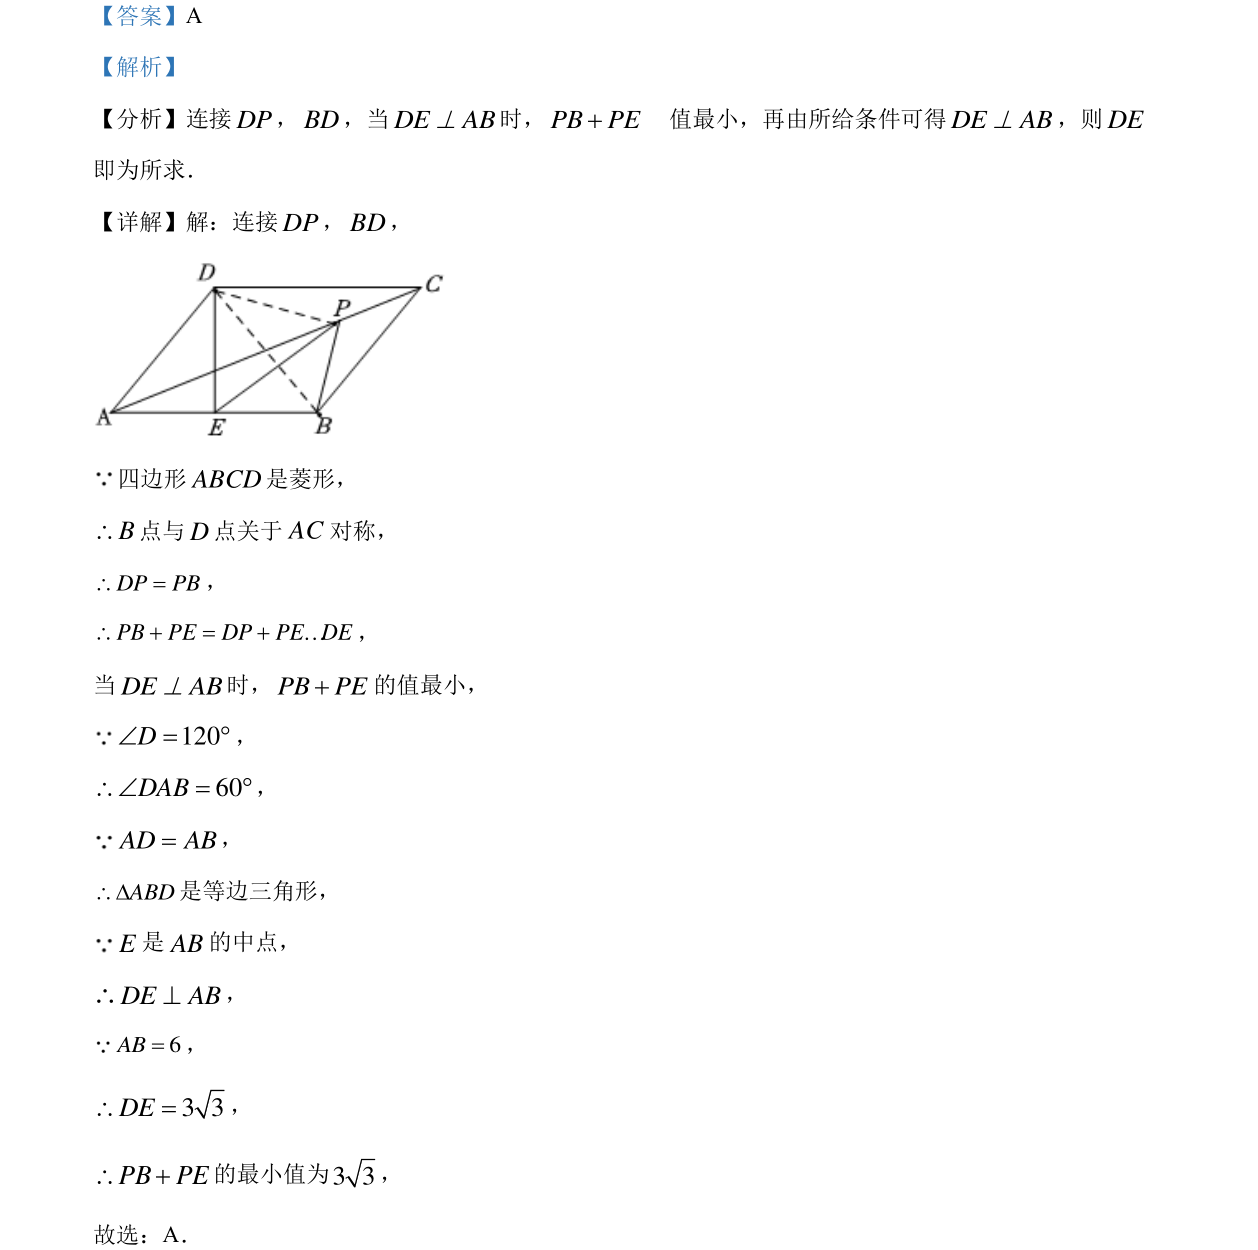 【答案】A
【解析】
【分析】连接DP，BD，当DE⊥AB时，PB+PE 值最小，再由所给条件可得DE⊥AB，则DE
即为所求．
【详解】解：连接DP，BD，
D
C
P
A
E
B
∵四边形ABCD是菱形，
∴B点与D点关于AC对称，
∴DP=PB，
∴PB+PE=DP+PE..DE，
当DE⊥AB时，PB+PE的值最小，
∵∠D=120°，
∴∠DAB=60°，
∵AD=AB，
∴ΔABD是等边三角形，
∵E是AB的中点，
∴DE⊥AB，
∵AB=6，
∴DE=3√3，
∴PB+PE的最小值为3√3，
故选：A．